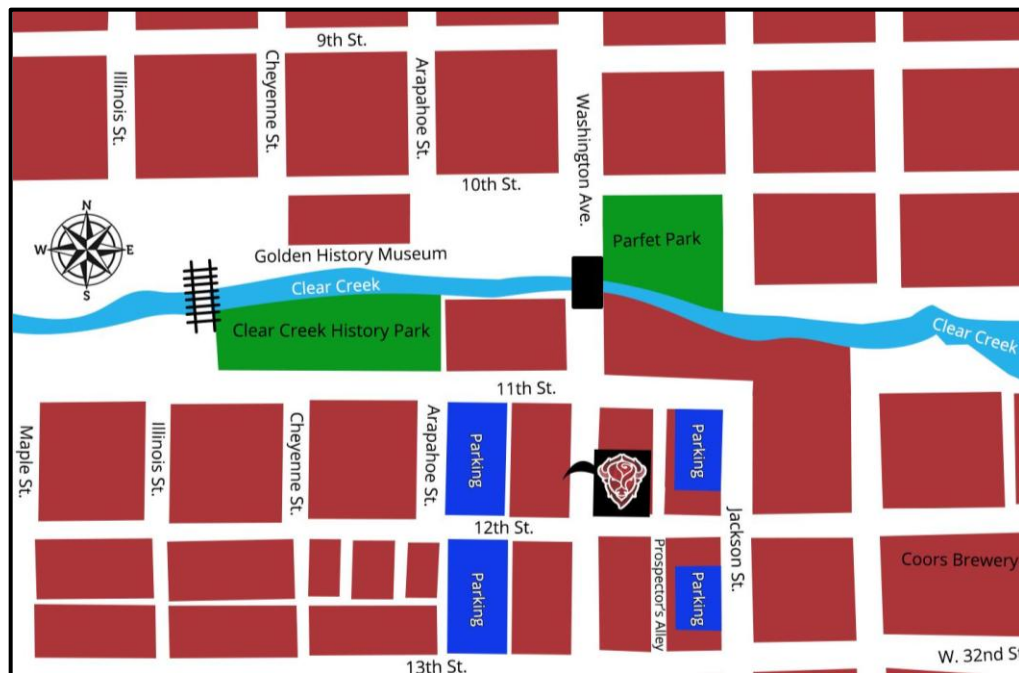 9th St.
Illinois St.
Cheyenne St.
Arapahoe St.
Washington Ave.
10th St.
N
W
E
S
Golden History Museum
Parfet Park
Clear Creek
Clear Creek History Park
Clear Creek
11th St.
Maple St.
Illinois St.
Cheyenne St.
Arapahoe St.
Parking
Parking
12th St.
Jackson St.
Prospector's Alley
Parking
Parking
Coors Brewery
13th St.
W. 32nd St